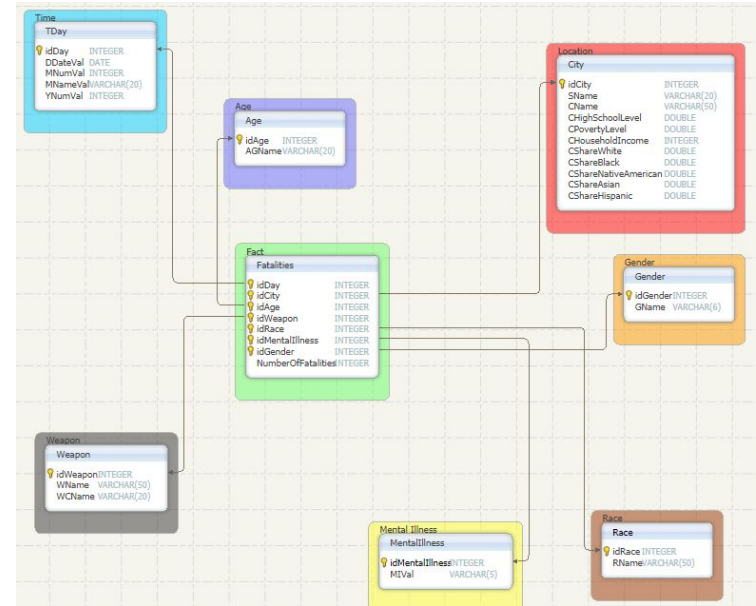 Time
TDay
idDay INTEGER
DDateVal DATE
MNumVal INTEGER
MNameVal VARCHAR(20)
YNumVal INTEGER
Age
Age
idAge INTEGER
AGName VARCHAR(20)
Location
City
idCity INTEGER
SName VARCHAR(20)
CName VARCHAR(50)
CHighSchoolLevel DOUBLE
CPovertyLevel DOUBLE
CHouseholdIncome INTEGER
CShareWhite DOUBLE
CShareBlack DOUBLE
CShareNativeAmerican DOUBLE
CShareAsian DOUBLE
CShareHispanic DOUBLE
Fact
Fatalities
idDay INTEGER
idCity INTEGER
idAge INTEGER
idWeapon INTEGER
idRace INTEGER
idMentalIllness INTEGER
idGender INTEGER
NumberOfFatalities INTEGER
Gender
Gender
idGender INTEGER
GName VARCHAR(6)
Weapon
Weapon
idWeapon INTEGER
WName VARCHAR(50)
WCName VARCHAR(20)
Mental Illness
MentalIllness
idMentalIllness INTEGER
MIVal VARCHAR(5)
Race
Race
idRace INTEGER
RName VARCHAR(50)